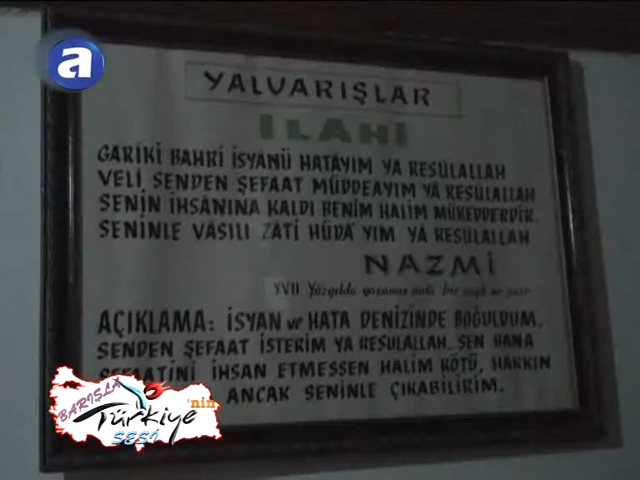 a
YALVARIŞLAR
İLAHİ
GARİKİ BAHRİ İSYANÜ HATAYIM YA RESULALLAH
VELİ SENDEN ŞEFAAT MÜDDEAYIM YA RESULALLAH
SENİN İHSANINA KALDI BENİM HALİM MÜKEDDERDİR.
SENİNLE VASILI ZATİ HÜDA'YIM YA RESULALLAH
NAZMİ
XVII Yüzyılda yaşamış
AÇIKLAMA: İSYAN ve HATA DENİZİNDE BOĞULDUM,
SENDEN ŞEFAAT İSTERİM YA RESULALLAH. SEN BANA
ŞEFAATİNİ İHSAN ETMESSEN HALİM KÖTÜ, HAKKIN
ANCAK SENİNLE ÇIKABİLİRİM.
BARIŞLA
Türkiye'nin
SESİ